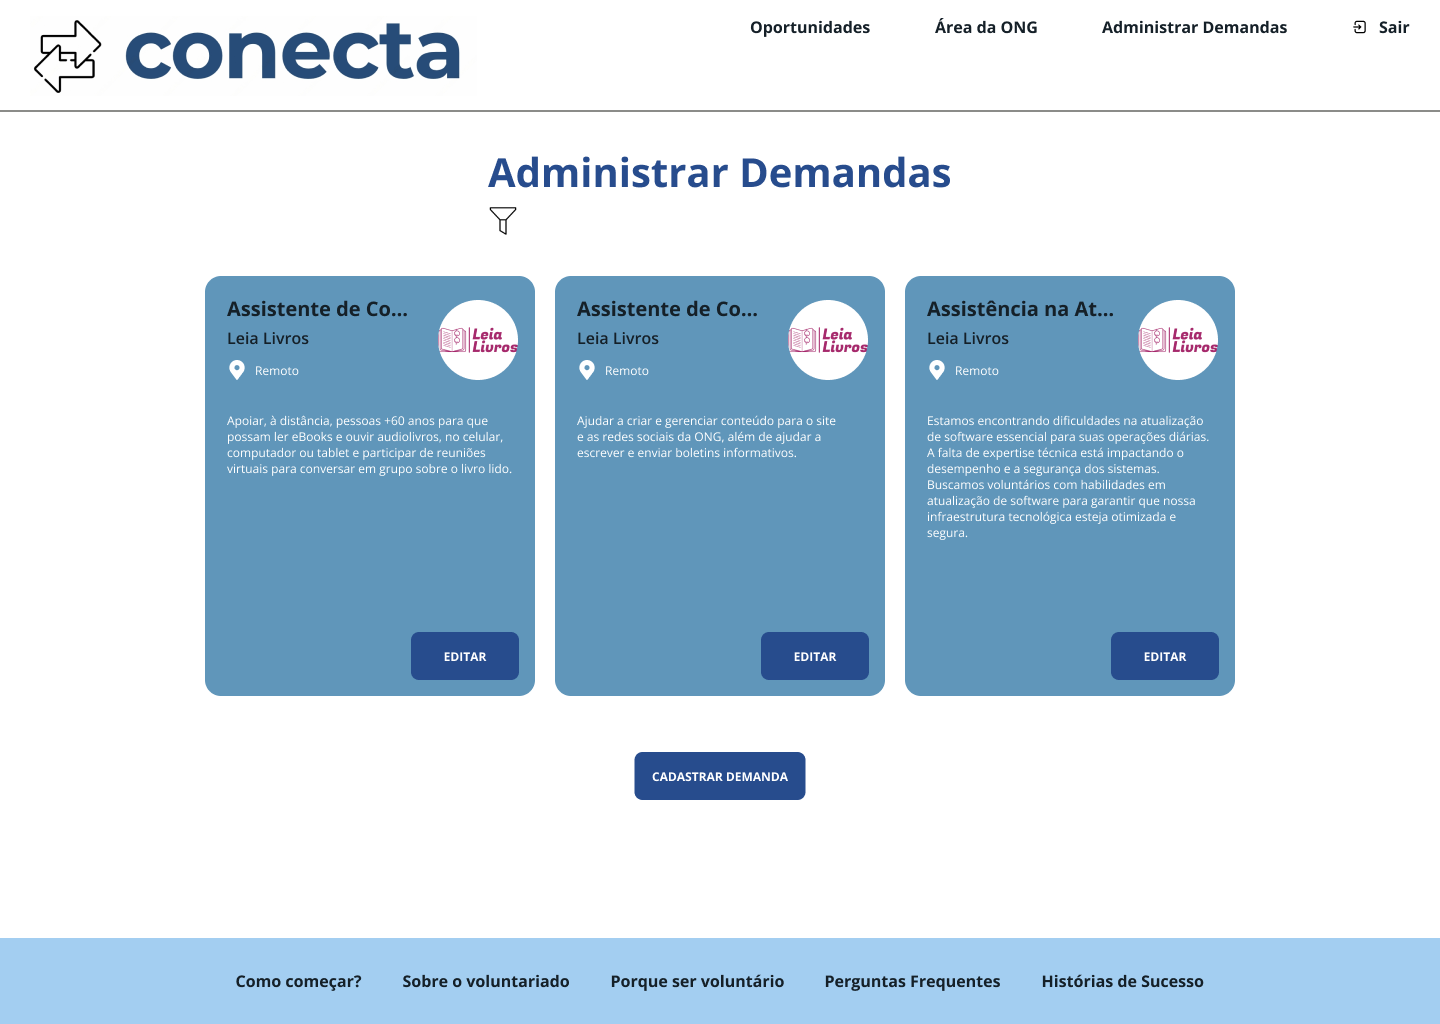 conecta
Oportunidades
Área da ONG
Administrar Demandas
Sair
Administrar Demandas
Assistente de Co...
Leia Livros
Remoto
Leia
Livros
Apoiar, à distância, pessoas +60 anos para que
possam ler eBooks e ouvir audiolivros, no celular,
computador ou tablet e participar de reuniões
virtuais para conversar em grupo sobre o livro lido.
EDITAR
Assistente de Co...
Leia Livros
Remoto
Leia
Livros
Ajudar a criar e gerenciar conteúdo para o site
e as redes sociais da ONG, além de ajudar a
escrever e enviar boletins informativos.
EDITAR
Assistência na At...
Leia Livros
Remoto
Leia
Livros
Estamos encontrando dificuldades na atualização
de software essencial para suas operações diárias.
A falta de expertise técnica está impactando o
desempenho e a segurança dos sistemas.
Buscamos voluntários com habilidades em
atualização de software para garantir que nossa
infraestrutura tecnológica esteja otimizada e
segura.
EDITAR
CADASTRAR DEMANDA
Como começar?
Sobre o voluntariado
Porque ser voluntário
Perguntas Frequentes
Histórias de Sucesso